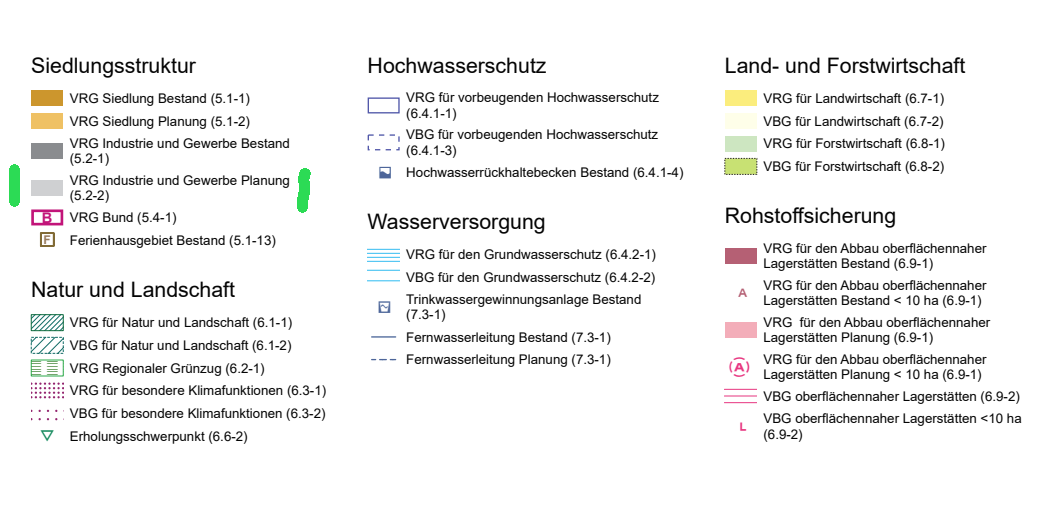 Siedlungsstruktur
VRG Siedlung Bestand (5.1-1)
VRG Siedlung Planung (5.1-2)
VRG Industrie und Gewerbe Bestand
(5.2-1)
VRG Industrie und Gewerbe Planung
(5.2-2)
B VRG Bund (5.4-1)
F Ferienhausgebiet Bestand (5.1-13)
Natur und Landschaft
VRG für Natur und Landschaft (6.1-1)
VBG für Natur und Landschaft (6.1-2)
VRG Regionaler Grünzug (6.2-1)
VRG für besondere Klimafunktionen (6.3-1)
VBG für besondere Klimafunktionen (6.3-2)
Erholungsschwerpunkt (6.6-2)
Hochwasserschutz
VRG für vorbeugenden Hochwasserschutz
(6.4.1-1)
VBG für vorbeugenden Hochwasserschutz
(6.4.1-3)
Hochwasserrückhaltebecken Bestand (6.4.1-4)
Wasserversorgung
VRG für den Grundwasserschutz (6.4.2-1)
VBG für den Grundwasserschutz (6.4.2-2)
Trinkwassergewinnungsanlage Bestand
(7.3-1)
Fernwasserleitung Bestand (7.3-1)
Fernwasserleitung Planung (7.3-1)
Land- und Forstwirtschaft
VRG für Landwirtschaft (6.7-1)
VBG für Landwirtschaft (6.7-2)
VRG für Forstwirtschaft (6.8-1)
VBG für Forstwirtschaft (6.8-2)
Rohstoffsicherung
VRG für den Abbau oberflächennaher
Lagerstätten Bestand (6.9-1)
A VRG für den Abbau oberflächennaher
Lagerstätten Bestand < 10 ha (6.9-1)
VRG für den Abbau oberflächennaher
Lagerstätten Planung (6.9-1)
(A) VRG für den Abbau oberflächennaher
Lagerstätten Planung < 10 ha (6.9-1)
VBG oberflächennaher Lagerstätten (6.9-2)
L VBG oberflächennaher Lagerstätten <10 ha
(6.9-2)